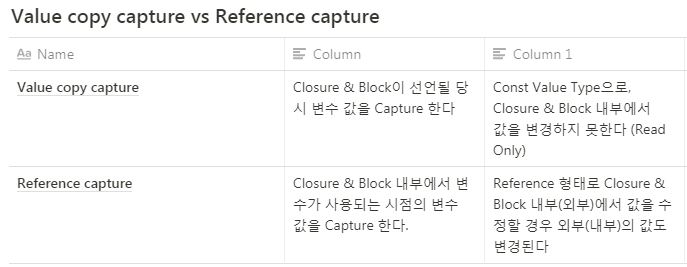 Value copy capture vs Reference capture
Aa Name
Column
Column 1
Value copy capture
Closure & Block이 선언될 당
시 변수 값을 Capture 한다
Const Value Type으로,
Closure & Block 내부에서
값을 변경하지 못한다 (Read
Only)
Reference capture
Closure & Block 내부에서 변
수가 사용되는 시점의 변수
값을 Capture 한다.
Reference 형태로 Closure &
Block 내부(외부)에서 값을 수
정할 경우 외부(내부)의 값도
변경된다